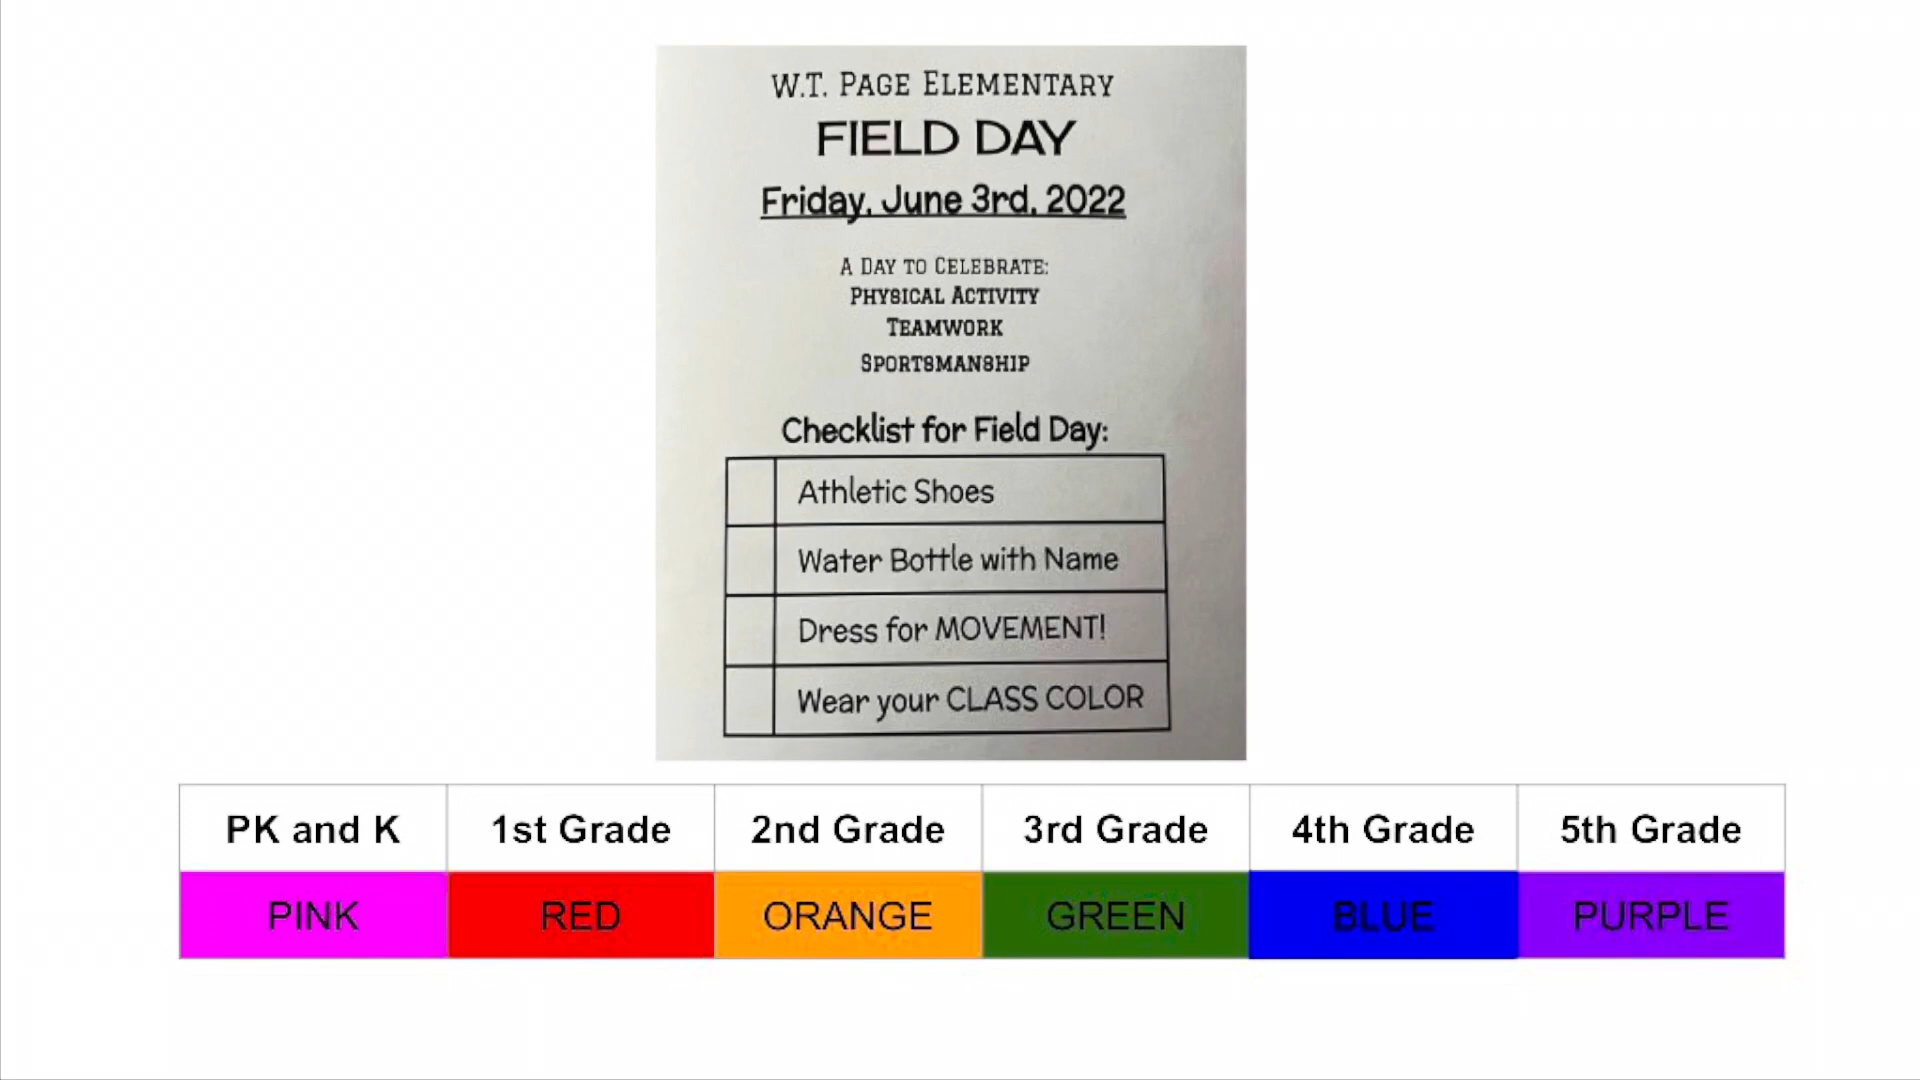 W.T. Page Elementary
FIELD DAY
Friday, June 3rd, 2022
A Day to Celebrate:
Physical Activity
Teamwork
Sportsmanship
Checklist for Field Day:
Athletic Shoes
Water Bottle with Name
Dress for MOVEMENT!
Wear your CLASS COLOR
PK and K 1st Grade 2nd Grade 3rd Grade 4th Grade 5th Grade
PINK RED ORANGE GREEN BLUE PURPLE